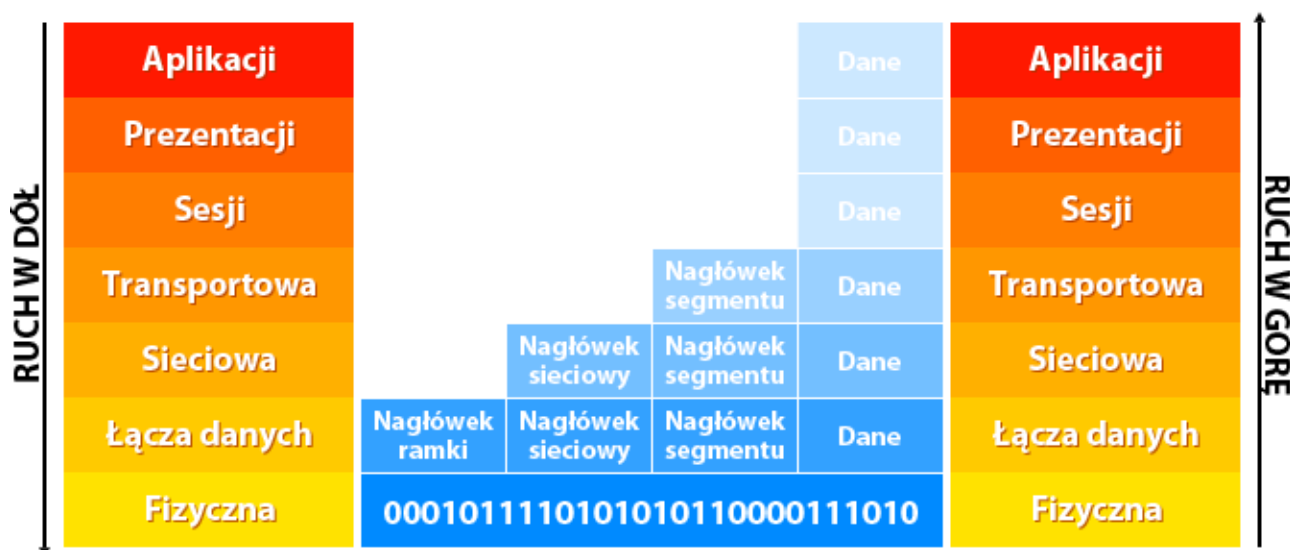 RUCH W DÓŁ
Aplikacji
Dane
Aplikacji
Prezentacji
Dane
Prezentacji
Sesji
Dane
Sesji
Transportowa
Nagłówek
segmentu
Dane
Transportowa
Sieciowa
Nagłówek
sieciowy
Nagłówek
segmentu
Dane
Sieciowa
Łącza danych
Nagłówek
ramki
Nagłówek
sieciowy
Nagłówek
segmentu
Dane
Łącza danych
Fizyczna
0001011110101010110000111010
Fizyczna
RUCH W GÓRĘ